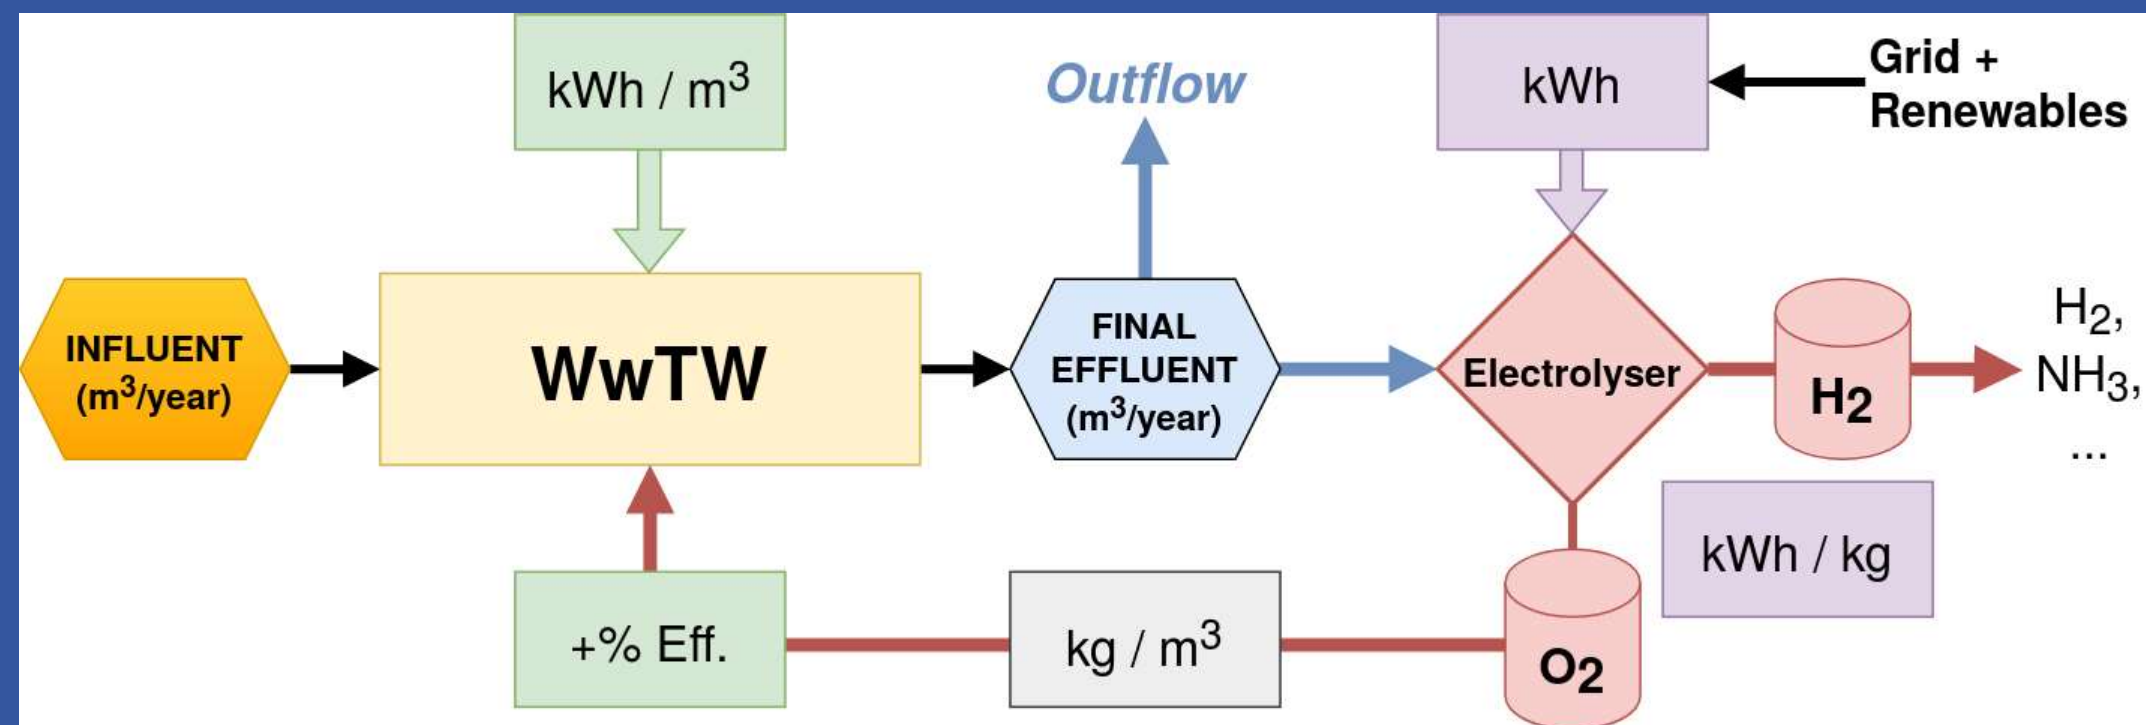 kWh / m³
Outflow
kWh
Grid +
Renewables
INFLUENT
(m³/year)
WwTW
FINAL
EFFLUENT
(m³/year)
Electrolyser
H₂
H₂,
NH₃,
...
+% Eff.
kg / m³
O₂
kWh / kg